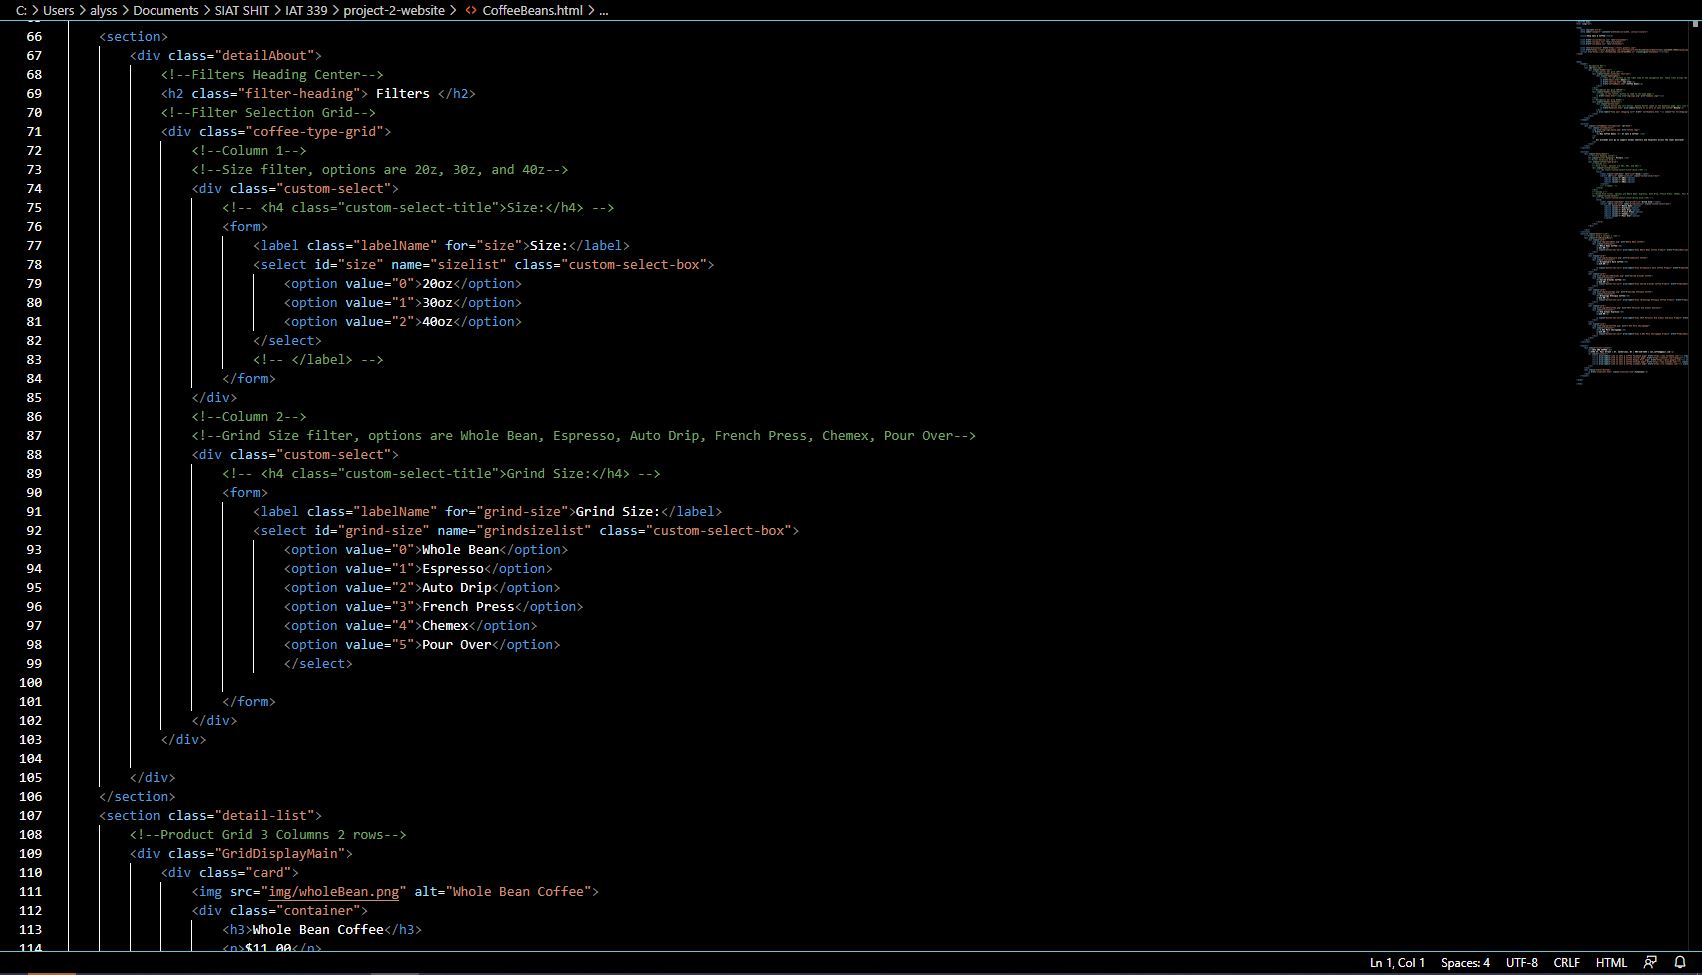 C: > Users > alyss > Documents > SIAT SHIT > IAT 339 > project-2-website > <> CoffeeBeans.html > ...
66 <section>
67 <div class="detailAbout">
68 <!--Filters Heading Center-->
69 <h2 class="filter-heading"> Filters </h2>
70 <!--Filter Selection Grid-->
71 <div class="coffee-type-grid">
72 <!--Column 1-->
73 <!--Size filter, options are 20z, 30z, and 40z-->
74 <div class="custom-select">
75 <!-- <h4 class="custom-select-title">Size:</h4> -->
76 <form>
77 <label class="labelName" for="size">Size:</label>
78 <select id="size" name="sizelist" class="custom-select-box">
79 <option value="0">20oz</option>
80 <option value="1">30oz</option>
81 <option value="2">40oz</option>
82 </select>
83 <!-- </label> -->
84 </form>
85 </div>
86 <!--Column 2-->
87 <!--Grind Size filter, options are Whole Bean, Espresso, Auto Drip, French Press, Chemex, Pour Over-->
88 <div class="custom-select">
89 <!-- <h4 class="custom-select-title">Grind Size:</h4> -->
90 <form>
91 <label class="labelName" for="grind-size">Grind Size:</label>
92 <select id="grind-size" name="grindsizelist" class="custom-select-box">
93 <option value="0">Whole Bean</option>
94 <option value="1">Espresso</option>
95 <option value="2">Auto Drip</option>
96 <option value="3">French Press</option>
97 <option value="4">Chemex</option>
98 <option value="5">Pour Over</option>
99 </select>
100
101 </form>
102 </div>
103 </div>
104
105 </div>
106 </section>
107 <section class="detail-list">
108 <!--Product Grid 3 Columns 2 rows-->
109 <div class="GridDisplayMain">
110 <div class="card">
111 <img src="img/wholeBean.png" alt="Whole Bean Coffee">
112 <div class="container">
113 <h3>Whole Bean Coffee</h3>
114 <p>$11.00</p>
Ln 1, Col 1 Spaces: 4 UTF-8 CRLF HTML